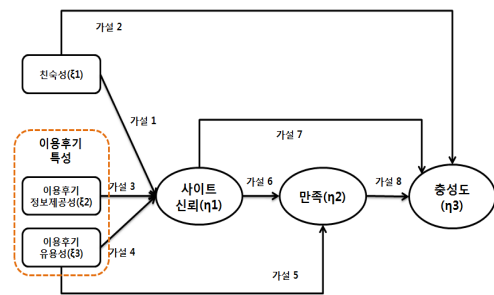 가설 2
친숙성(ξ1)
가설 1
이용후기
특성
가설 7
이용후기
정보제공성(ξ2)
가설 3
사이트
신뢰(η1)
가설 6
만족(η2)
가설 8
충성도
(η3)
이용후기
유용성(ξ3)
가설 4
가설 5